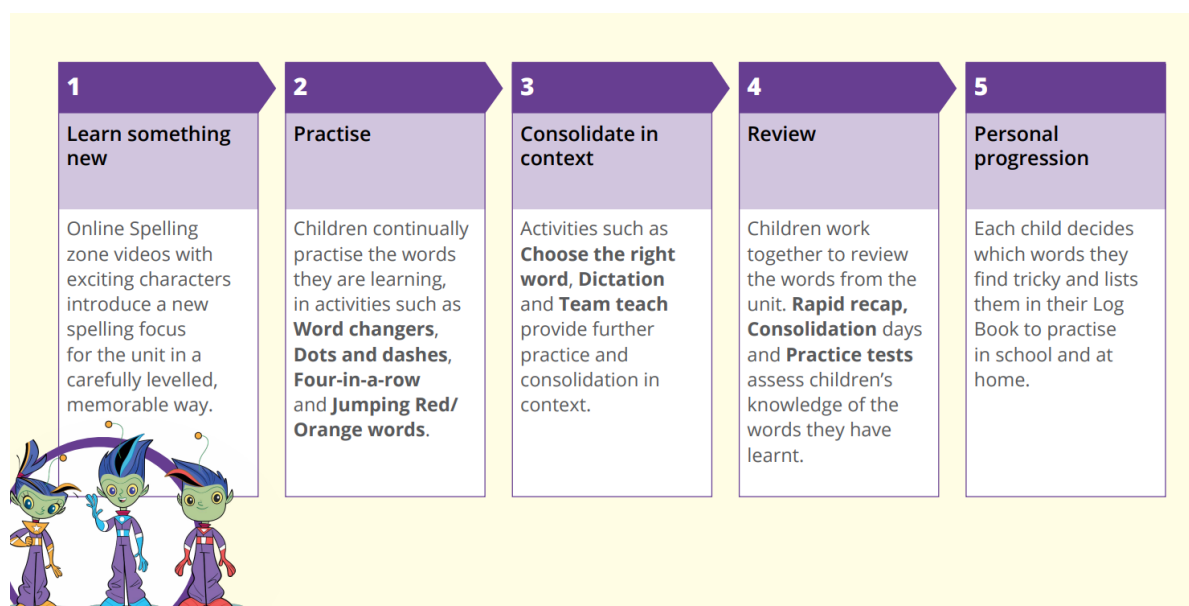 1
Learn something
new
Online Spelling
zone videos with
exciting characters
introduce a new
spelling focus
for the unit in a
carefully levelled,
memorable way.
2
Practise
Children continually
practise the words
they are learning,
in activities such as
Word changers,
Dots and dashes,
Four-in-a-row
and Jumping Red/
Orange words.
3
Consolidate in
context
Activities such as
Choose the right
word, Dictation
and Team teach
provide further
practice and
consolidation in
context.
4
Review
Children work
together to review
the words from the
unit. Rapid recap,
Consolidation days
and Practice tests
assess children’s
knowledge of the
words they have
learnt.
5
Personal
progression
Each child decides
which words they
find tricky and lists
them in their Log
Book to practise
in school and at
home.